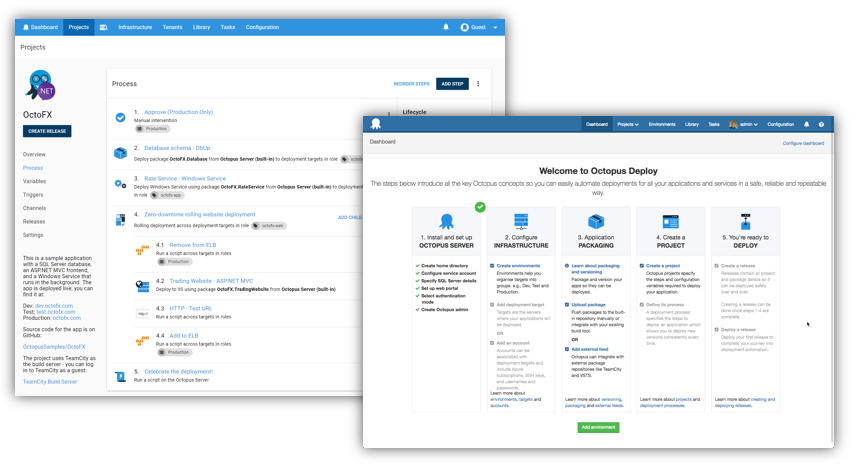 Dashboard Projects Infrastructure Tenants Library Tasks Configuration Guest
Projects
.NET
OctoFX
CREATE RELEASE
Overview
Process
Variables
Triggers
Channels
Releases
Settings
This is a sample application
with a SQL Server database,
an ASP.NET MVC frontend,
and a Windows Service that
runs in the background. The
app is deployed live; you can
find it at:
Dev: dev.octofx.com
Test: test.octofx.com
Production: octofx.com
Source code for the app is on
GitHub:
OctopusSamples/OctoFX
The project uses TeamCity as
the build server - you can log
in to TeamCity as a guest:
TeamCity Build Server
Process
REORDER STEPS ADD STEP
Lifecycle
1. Approve (Production Only)
Manual intervention
Production
2. Database schema - DbUp
Deploy package OctoFX.Database from Octopus Server (built-in) to deployment targets in role
3. Rate Service - Windows Service
Deploy Windows Service using package OctoFX.RateService from Octopus Server (built-in) to deployment
in role octofx-app
4. Zero-downtime rolling website deployment
ADD CHILD
Rolling deployment across deployment targets in role octofx-web
4.1 Remove from ELB
Run a script across targets in roles
Production
4.2 Trading Website - ASP.NET MVC
Deploy to IIS using package OctoFX.TradingWebsite from Octopus Server (built-in)
4.3 HTTP - Test URL
Run a script across targets in roles
4.4 Add to ELB
Run a script across targets in roles
Production
5. Celebrate the deployment!
Run a script on the Octopus Server
Dashboard Projects Environments Library Tasks admin Configuration
Dashboard
Configure dashboard
Welcome to Octopus Deploy
The steps below introduce all the key Octopus concepts so you can easily automate deployments for all your applications and services in a safe, reliable and repeatable
way.
1. Install and set up
OCTOPUS SERVER
Create home directory
Configure service account
Specify SQL Server details
Set up web portal
Select authentication
mode
Create Octopus admin
2. Configure
INFRASTRUCTURE
Create environments
Environments help you
organize targets into
groups, e.g., Dev, Test and
Production.
Add deployment target
Targets are the servers
where your applications will
be deployed.
OR
Add an account
Accounts can be
associated with
deployment targets and
include Azure
subscriptions, SSH keys,
and usernames and
passwords.
Learn more about
environments, targets and
accounts.
3. Application
PACKAGING
Learn about packaging
and versioning
Package and version your
apps so they can be
deployed.
Upload package
Push packages to the built-
in repository manually or
integrate with your existing
build tool.
OR
Add external feed
Octopus can integrate with
external package
repositories like TeamCity
and VSTS.
Learn more about versioning,
packaging and external feeds.
4. Create a
PROJECT
Create a project
Octopus projects specify
the steps and configuration
variables required to deploy
your application.
Define its process
A deployment process
specifies the steps to
deploy an application which
allows you to deploy new
versions consistently every
time.
Learn more about projects and
deployment processes.
5. You're ready to
DEPLOY
Create a release
Releases contain all project
and package details so it
can be deployed safely
over and over.
Creating a release can be
done once steps 1-4 are
complete.
Deploy a release
Deploy your first release to
complete your journey into
deployment automation.
Learn more about creating and
deploying releases.
Add environment